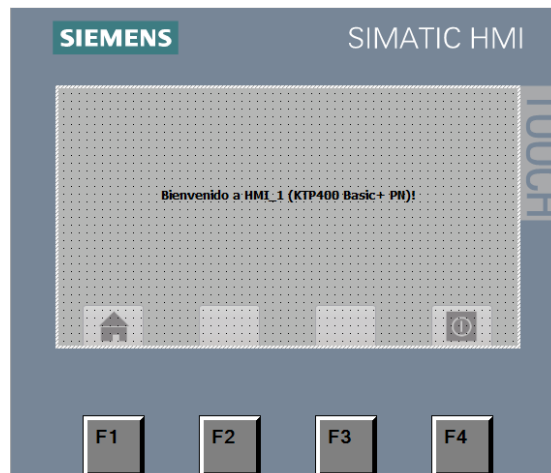 SIEMENS
SIMATIC HMI
TOUCH
Bienvenido a HMI_1 (KTP400 Basic+ PN)!
F1
F2
F3
F4